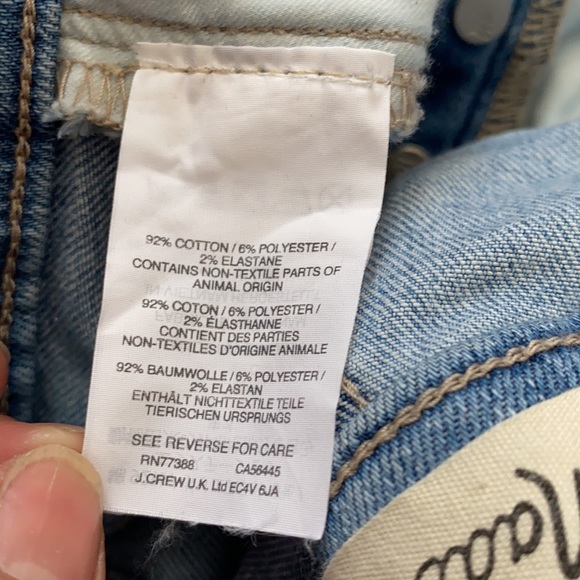 92% COTTON / 6% POLYESTER /
2% ELASTANE
CONTAINS NON-TEXTILE PARTS OF
ANIMAL ORIGIN
92% COTON / 6% POLYESTER /
2% ÉLASTHANNE
CONTIENT DES PARTIES
NON-TEXTILES D'ORIGINE ANIMALE
92% BAUMWOLLE / 6% POLYESTER /
2% ELASTAN
ENTHÄLT NICHTTEXTILE TEILE
TIERISCHEN URSPRUNGS
SEE REVERSE FOR CARE
RN77388 CA56445
J.CREW U.K. Ltd EC4V 6JA
Made